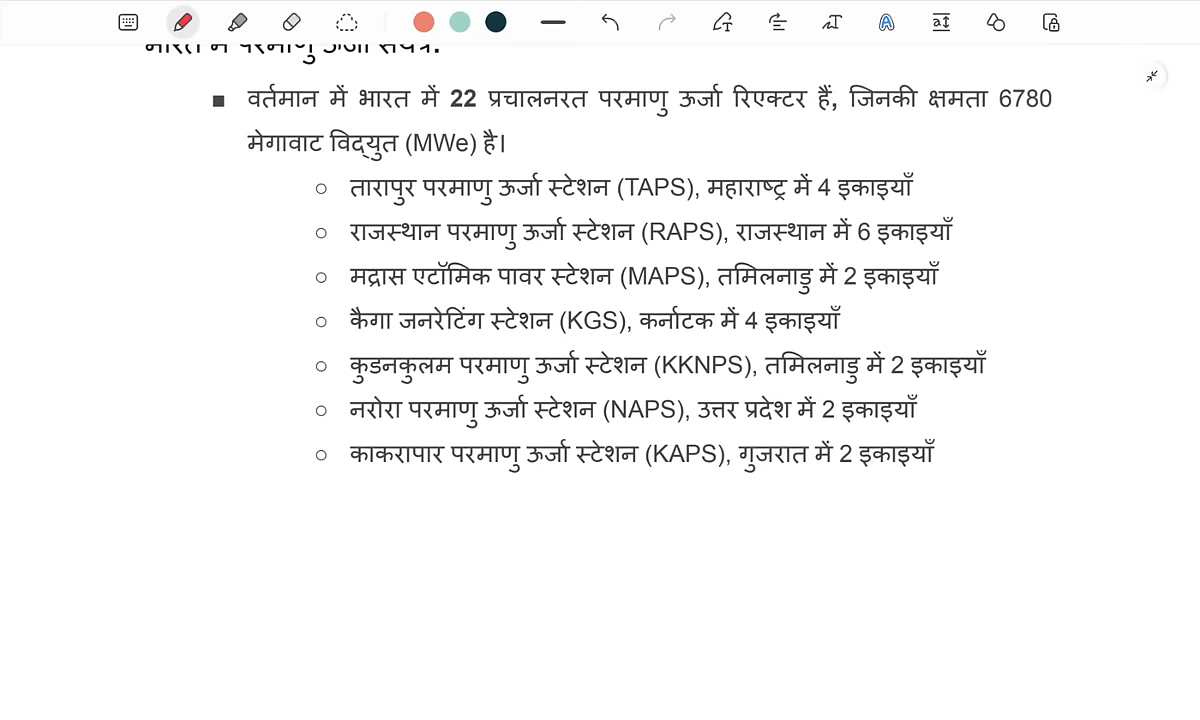 भारत में परमाणु ऊर्जा संयंत्र:
वर्तमान में भारत में 22 प्रचालनरत परमाणु ऊर्जा रिएक्टर हैं, जिनकी क्षमता 6780
मेगावाट विद्युत (MWe) है।
तारापुर परमाणु ऊर्जा स्टेशन (TAPS), महाराष्ट्र में 4 इकाइयाँ
राजस्थान परमाणु ऊर्जा स्टेशन (RAPS), राजस्थान में 6 इकाइयाँ
मद्रास एटॉमिक पावर स्टेशन (MAPS), तमिलनाडु में 2 इकाइयाँ
कैगा जनरेटिंग स्टेशन (KGS), कर्नाटक में 4 इकाइयाँ
कुडनकुलम परमाणु ऊर्जा स्टेशन (KKNPS), तमिलनाडु में 2 इकाइयाँ
नरोरा परमाणु ऊर्जा स्टेशन (NAPS), उत्तर प्रदेश में 2 इकाइयाँ
काकरापार परमाणु ऊर्जा स्टेशन (KAPS), गुजरात में 2 इकाइयाँ